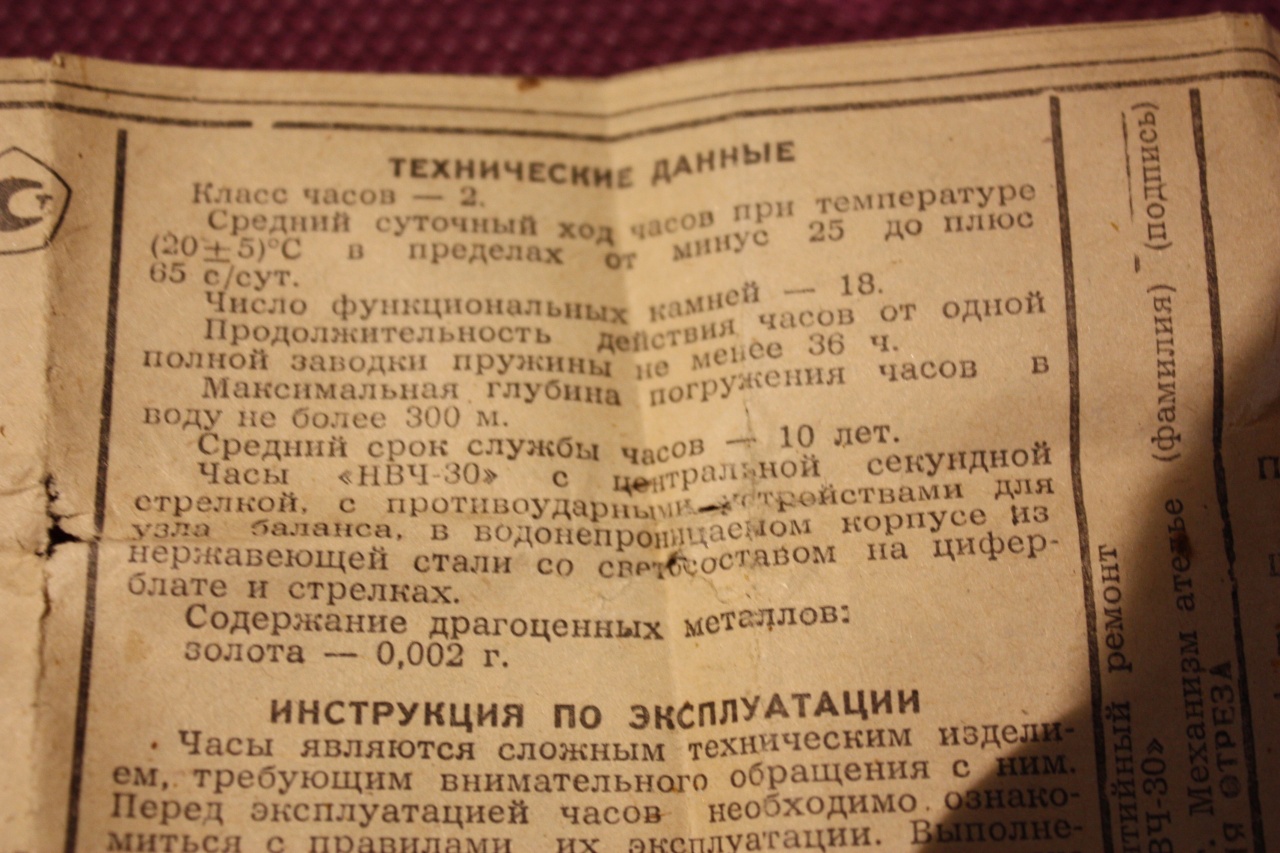 ТЕХНИЧЕСКИЕ ДАННЫЕ
Класс часов — 2.
Средний суточный ход часов при температуре
(20±5)°С в пределах от минус 25 до плюс
65 с/сут.
Число функциональных камней — 18.
Продолжительность действия часов от одной
полной заводки пружины не менее 36 ч.
Максимальная глубина погружения часов в
воду не более 300 м.
Средний срок службы часов — 10 лет.
Часы «НВЧ-30» с центральной секундной
стрелкой, с противоударными устройствами для
узла баланса, в водонепроницаемом корпусе из
нержавеющей стали со светосоставом на цифер-
блате и стрелках.
Содержание драгоценных металлов:
золота — 0,002 г.
ИНСТРУКЦИЯ ПО ЭКСПЛУАТАЦИИ
Часы являются сложным техническим издели-
ем, требующим внимательного обращения с ним.
Перед эксплуатацией часов необходимо ознако-
миться с правилами их эксплуатации. Выполне-
нтийный ремонт
ВЧ-30»
Механизм ателье (фамилия) (подпись)
Я ОТРЕЗА